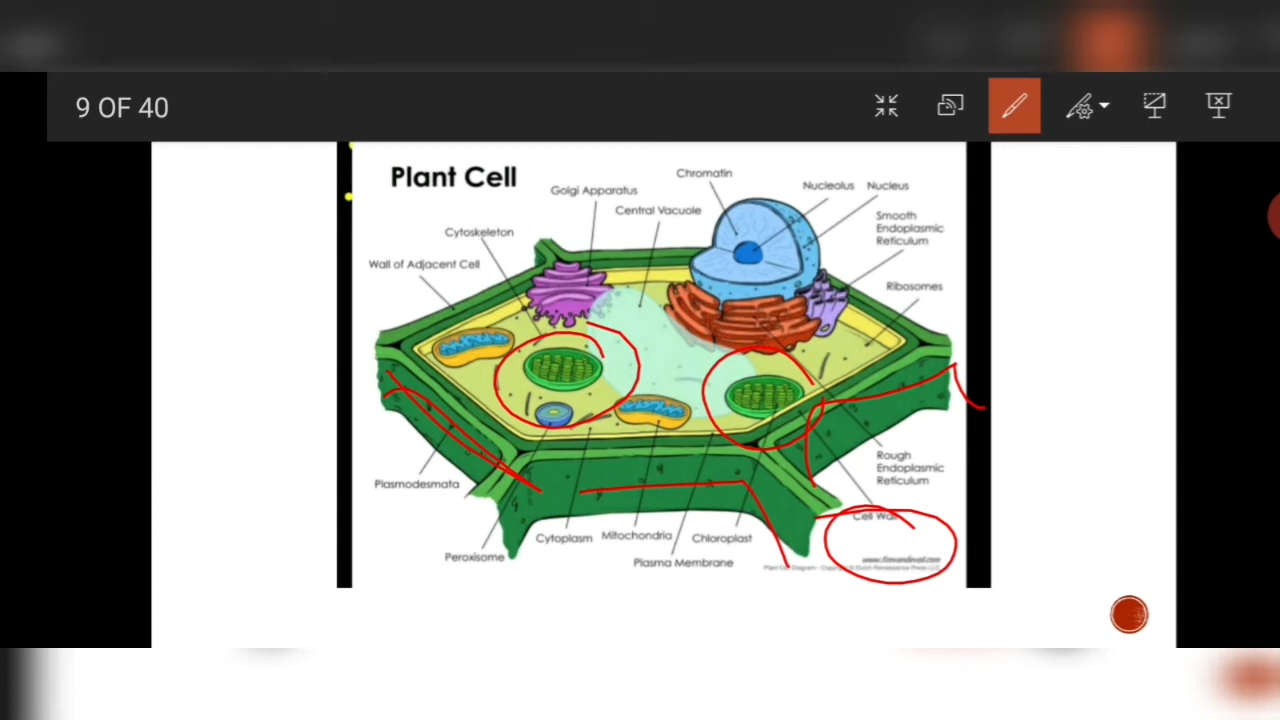 9 OF 40
Plant Cell
Chromatin
Golgi Apparatus
Nucleolus
Nucleus
Central Vacuole
Smooth
Endoplasmic
Reticulum
Cytoskeleton
Wall of Adjacent Cell
Ribosomes
Rough
Endoplasmic
Reticulum
Plasmodesmata
Cell Wall
Cytoplasm
Mitochondria
Chloroplast
Peroxisome
Plasma Membrane